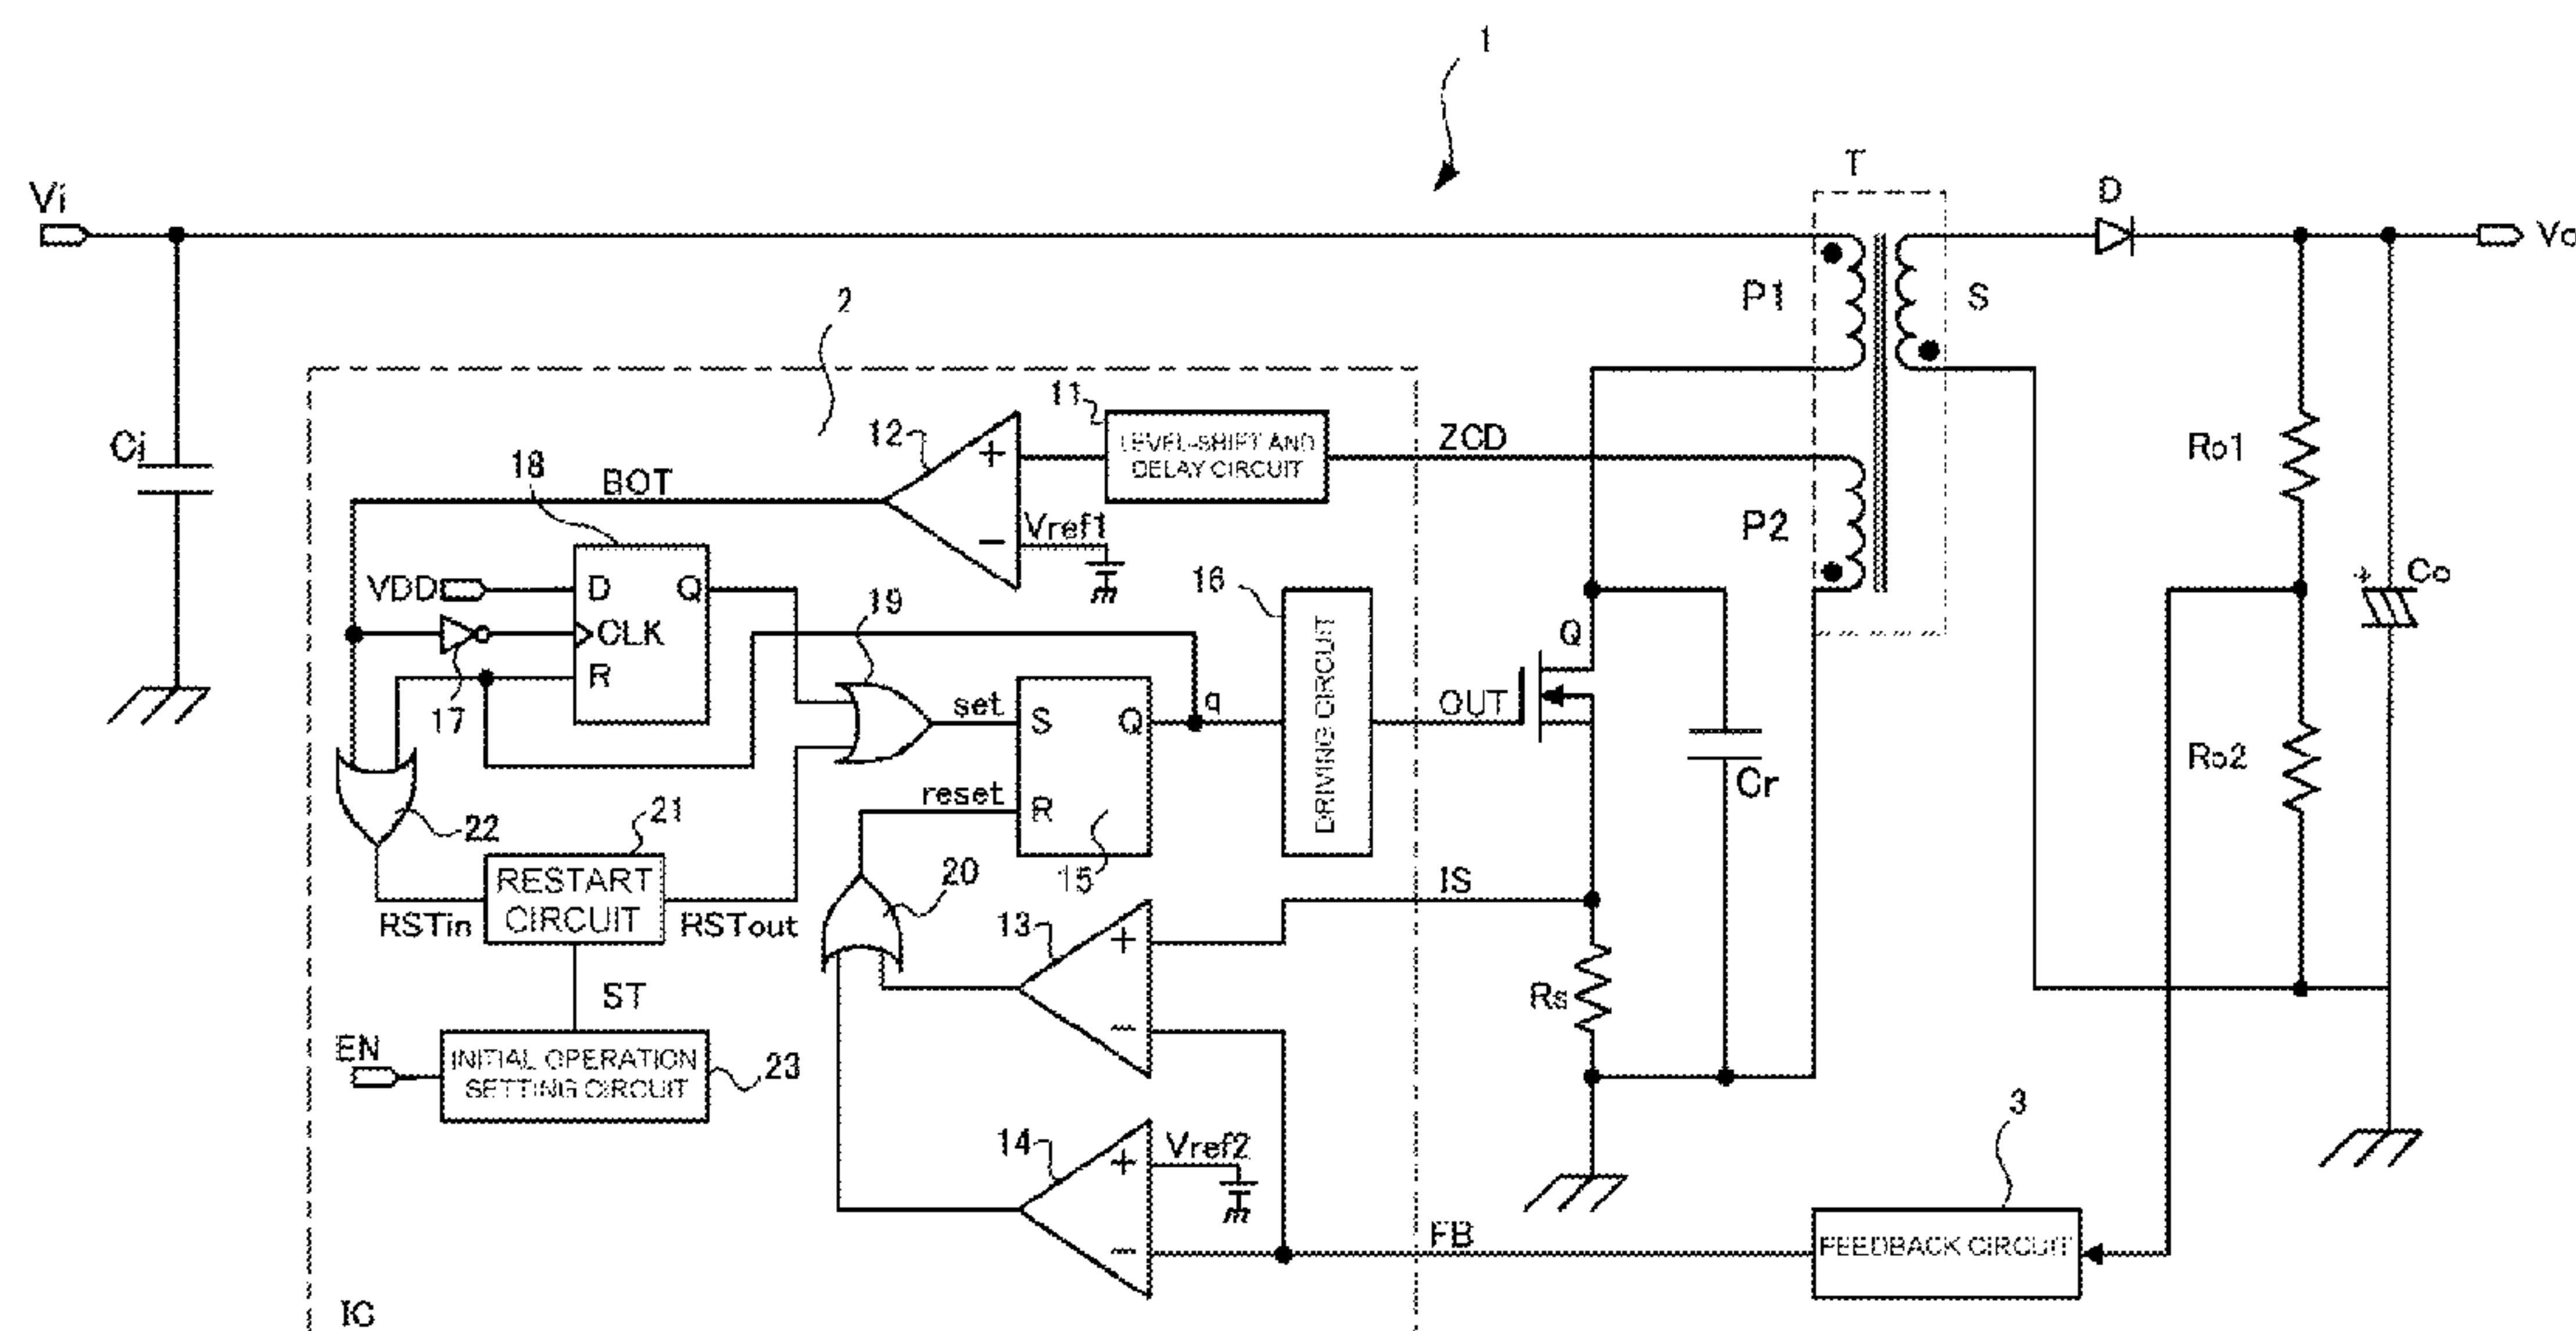 1
Vi
T
D
Vo
P1
S
2
Ci
11
12
+
LEVEL-SHIFT AND
DELAY CIRCUIT
ZCD
Ro1
18
BOT
Vref1
−
P2
VDD
D
Q
16
19
Q
+
Co
CLK
R
17
set
S
Q
q
DRIVING CIRCUIT
OUT
Cr
Ro2
reset
R
22
21
15
RESTART
CIRCUIT
20
IS
RSTin
RSTout
13
+
Rs
ST
−
EN
INITIAL OPERATION
SETTING CIRCUIT
23
3
14
+
Vref2
−
FB
FEEDBACK CIRCUIT
IC